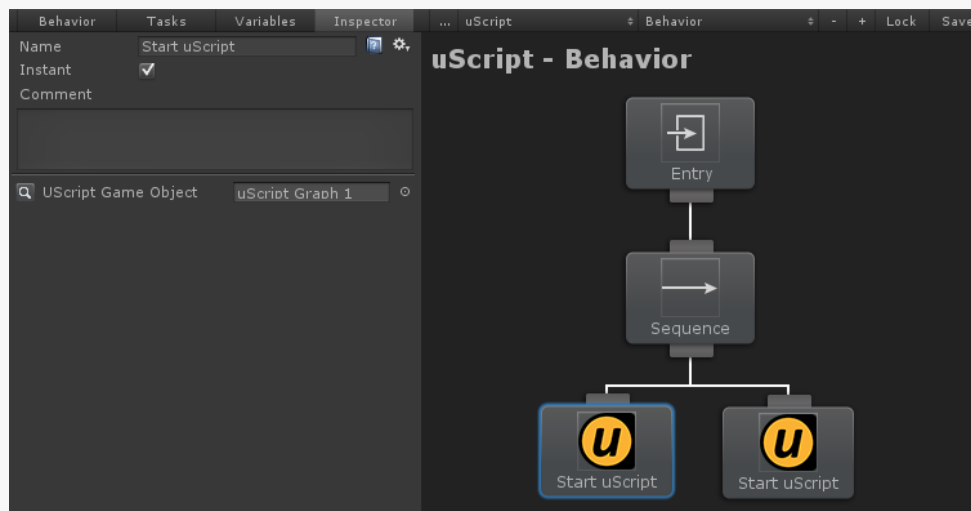 Behavior Tasks Variables Inspector ... uScript Behavior - + Lock Save
Name Start uScript
Instant
Comment
UScript Game Object uScript Graph 1
uScript - Behavior
Entry
Sequence
u u
Start uScript Start uScript